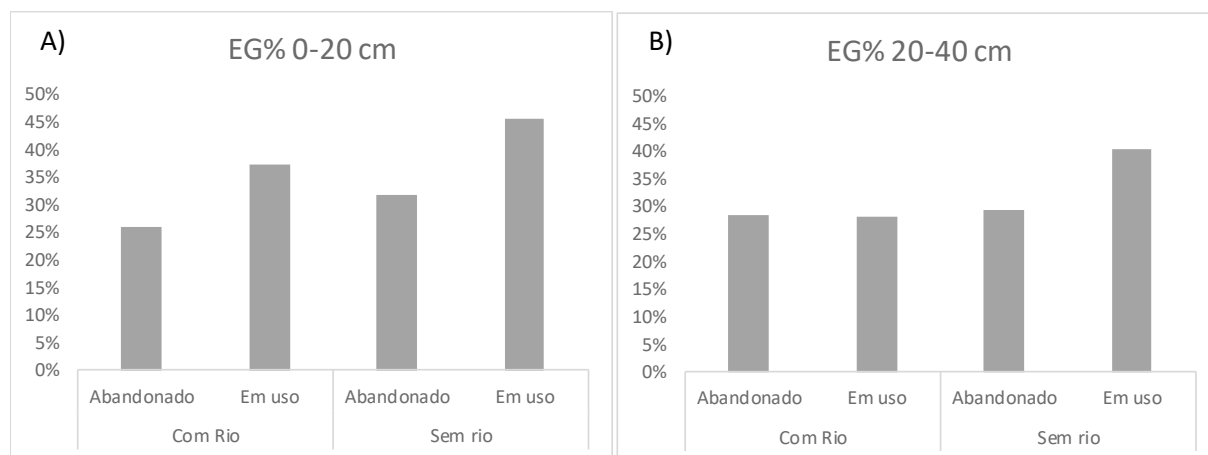 A)
EG% 0-20 cm
50%
45%
40%
35%
30%
25%
20%
15%
10%
5%
0%
Abandonado Em uso Abandonado Em uso
Com Rio Sem rio
B)
EG% 20-40 cm
50%
45%
40%
35%
30%
25%
20%
15%
10%
5%
0%
Abandonado Em uso Abandonado Em uso
Com Rio Sem rio